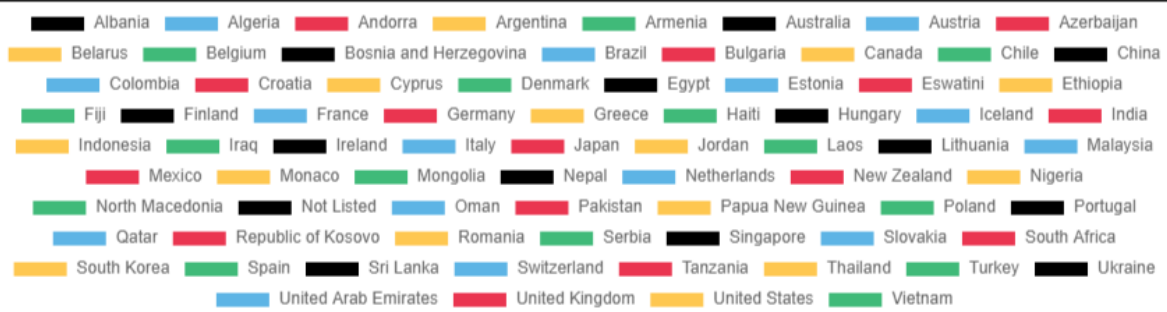 Albania Algeria Andorra Argentina Armenia Australia Austria Azerbaijan
Belarus Belgium Bosnia and Herzegovina Brazil Bulgaria Canada Chile China
Colombia Croatia Cyprus Denmark Egypt Estonia Eswatini Ethiopia
Fiji Finland France Germany Greece Haiti Hungary Iceland India
Indonesia Iraq Ireland Italy Japan Jordan Laos Lithuania Malaysia
Mexico Monaco Mongolia Nepal Netherlands New Zealand Nigeria
North Macedonia Not Listed Oman Pakistan Papua New Guinea Poland Portugal
Qatar Republic of Kosovo Romania Serbia Singapore Slovakia South Africa
South Korea Spain Sri Lanka Switzerland Tanzania Thailand Turkey Ukraine
United Arab Emirates United Kingdom United States Vietnam